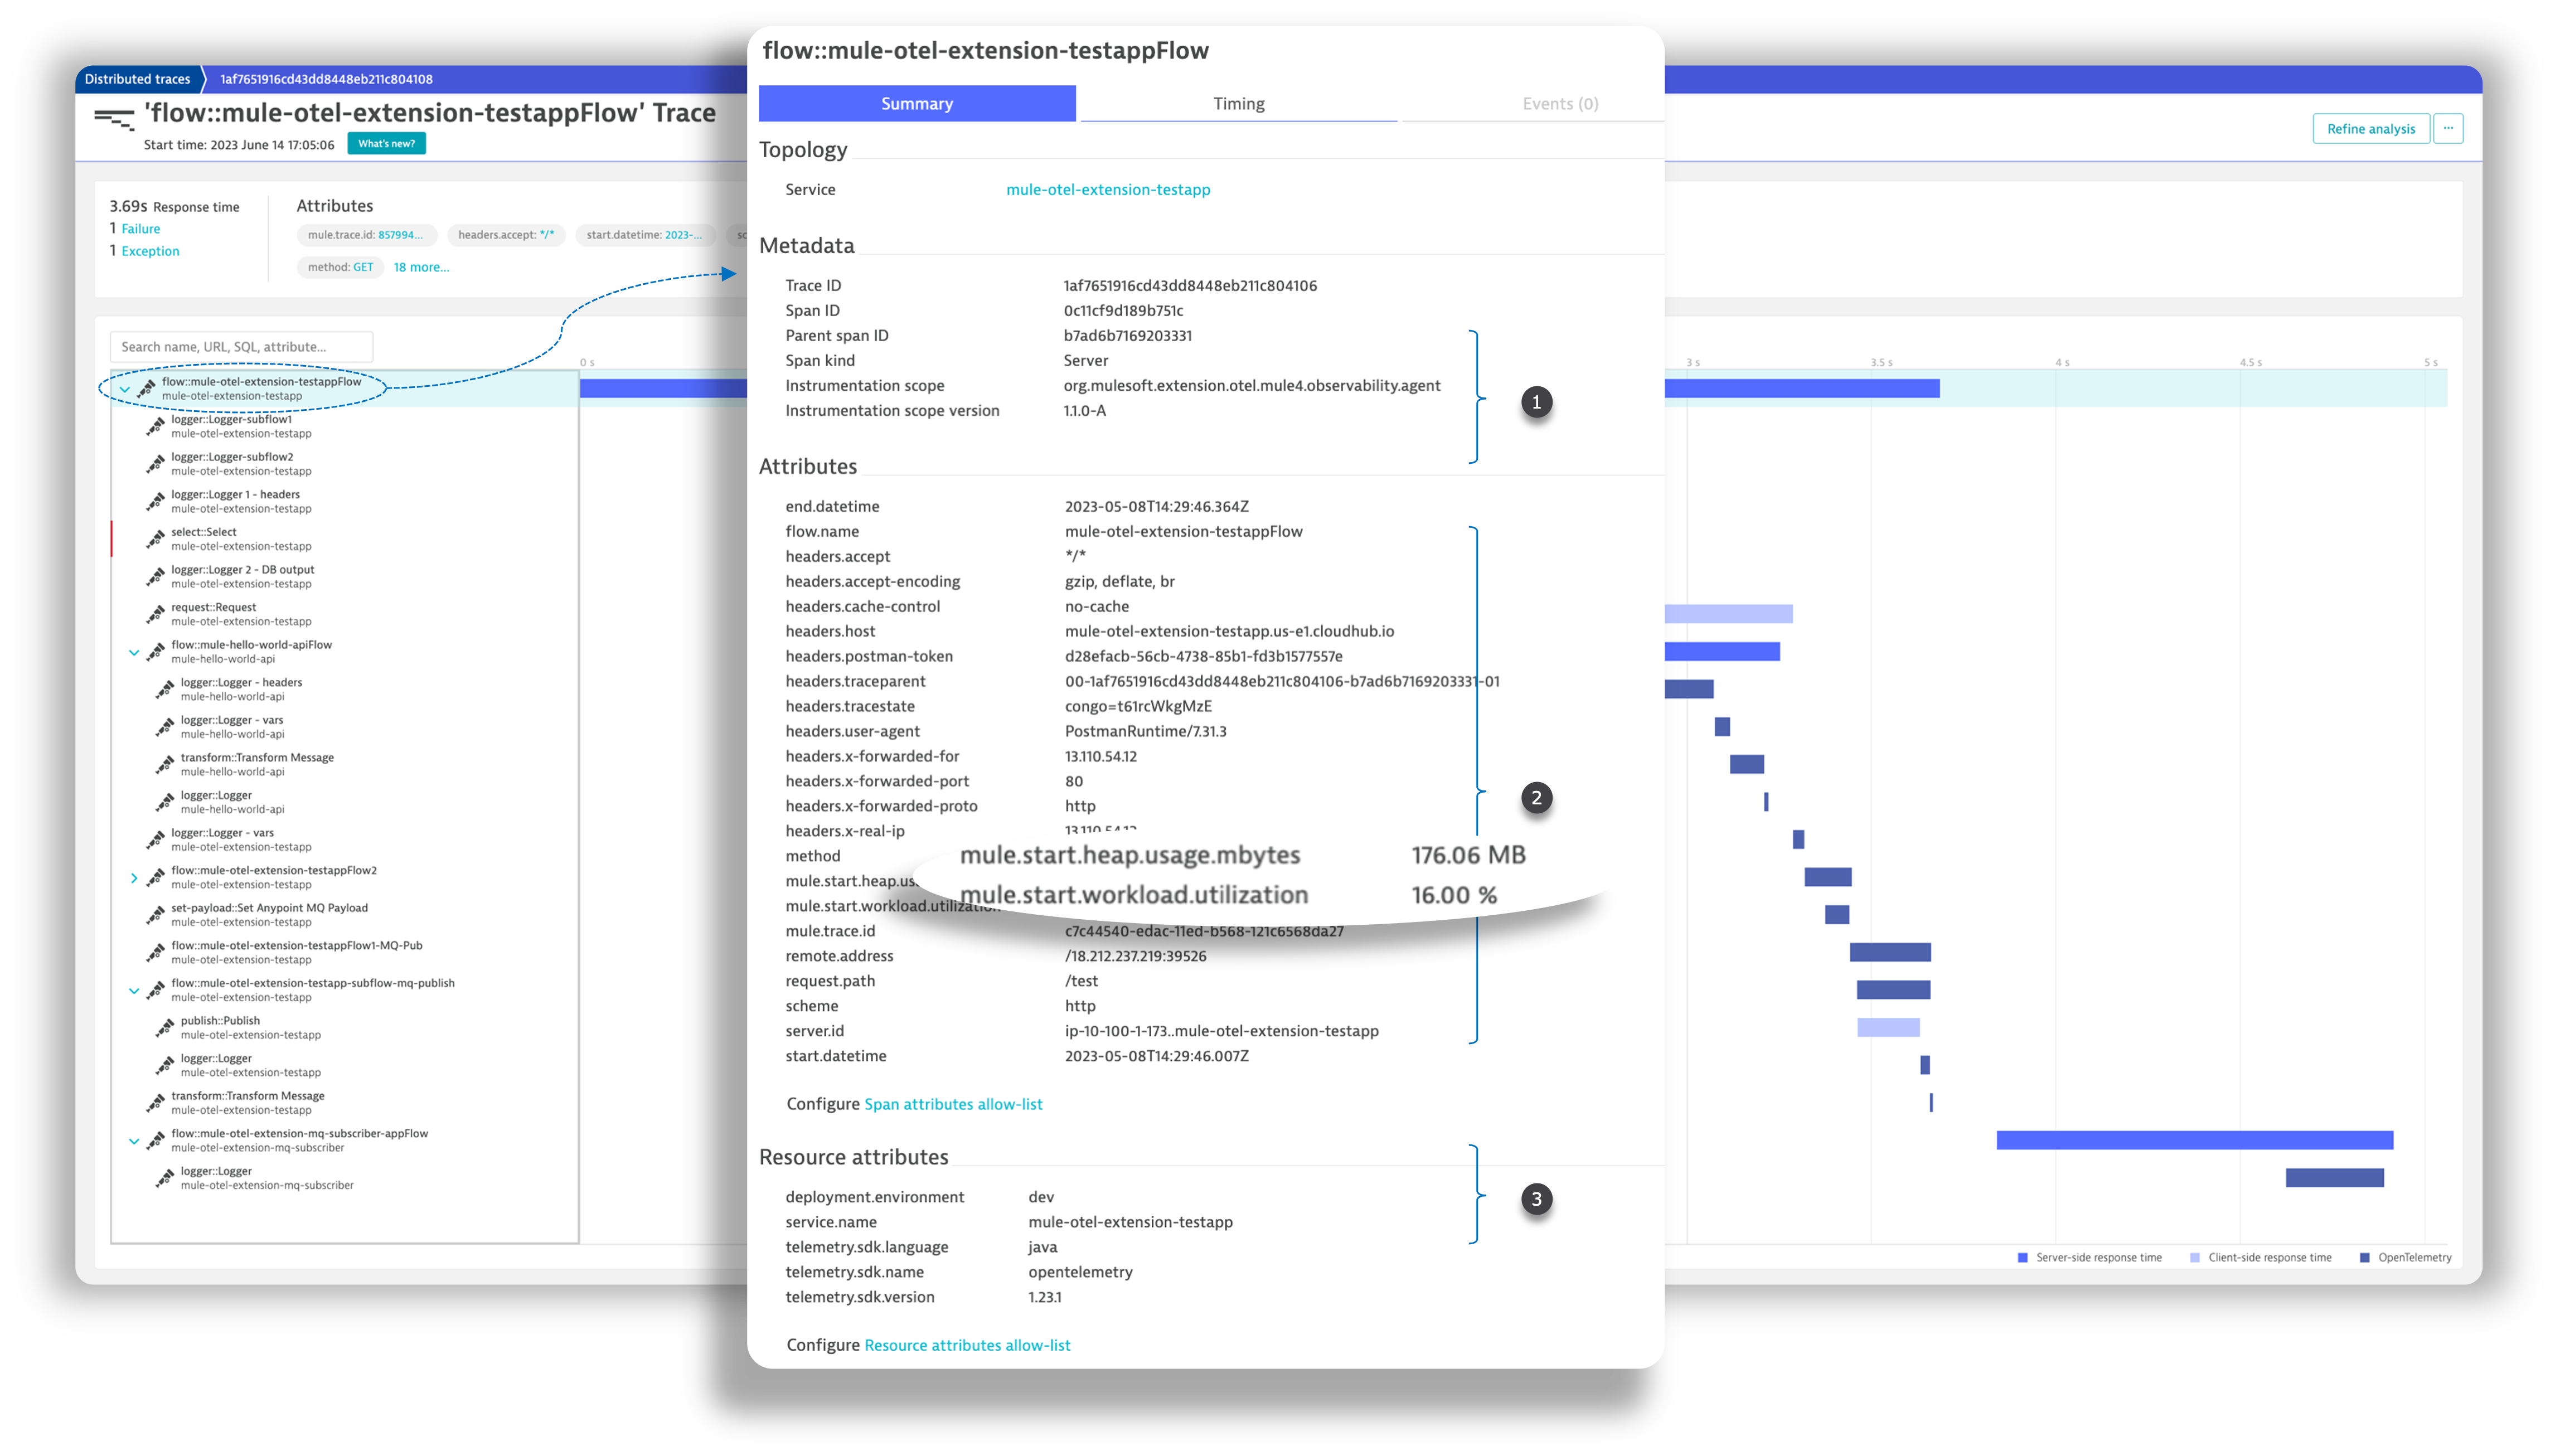 Distributed traces 1af7651916cd43dd8448eb211c804108
'flow::mule-otel-extension-testappFlow' Trace
Start time: 2023 June 14 17:05:06 What's new?
Refine analysis ...
3.69s Response time
1 Failure
1 Exception
Attributes
mule.trace.id: 857994... headers.accept: */* start.datetime: 2023-...
method: GET 18 more...
Search name, URL, SQL, attribute...
0 s 3 s 3.5 s 4 s 4.5 s 5 s
flow::mule-otel-extension-testappFlow
mule-otel-extension-testapp
logger::Logger-subflow1
mule-otel-extension-testapp
logger::Logger-subflow2
mule-otel-extension-testapp
logger::Logger 1 - headers
mule-otel-extension-testapp
select::Select
mule-otel-extension-testapp
logger::Logger 2 - DB output
mule-otel-extension-testapp
request::Request
mule-otel-extension-testapp
flow::mule-hello-world-apiFlow
mule-hello-world-api
logger::Logger - headers
mule-hello-world-api
logger::Logger - vars
mule-hello-world-api
transform::Transform Message
mule-hello-world-api
logger::Logger
mule-hello-world-api
logger::Logger - vars
mule-otel-extension-testapp
flow::mule-otel-extension-testappFlow2
mule-otel-extension-testapp
set-payload::Set Anypoint MQ Payload
mule-otel-extension-testapp
flow::mule-otel-extension-testappFlow1-MQ-Pub
mule-otel-extension-testapp
flow::mule-otel-extension-testapp-subflow-mq-publish
mule-otel-extension-testapp
publish::Publish
mule-otel-extension-testapp
logger::Logger
mule-otel-extension-testapp
transform::Transform Message
mule-otel-extension-testapp
flow::mule-otel-extension-mq-subscriber-appFlow
mule-otel-extension-mq-subscriber
logger::Logger
mule-otel-extension-mq-subscriber
Server-side response time Client-side response time OpenTelemetry
flow::mule-otel-extension-testappFlow
Summary Timing Events (0)
Topology
Service mule-otel-extension-testapp
Metadata
Trace ID 1af7651916cd43dd8448eb211c804106
Span ID 0c11cf9d189b751c
Parent span ID b7ad6b7169203331
Span kind Server
Instrumentation scope org.mulesoft.extension.otel.mule4.observability.agent
Instrumentation scope version 1.1.0-A
1
Attributes
end.datetime 2023-05-08T14:29:46.364Z
flow.name mule-otel-extension-testappFlow
headers.accept */*
headers.accept-encoding gzip, deflate, br
headers.cache-control no-cache
headers.host mule-otel-extension-testapp.us-e1.cloudhub.io
headers.postman-token d28efacb-56cb-4738-85b1-fd3b1577557e
headers.traceparent 00-1af7651916cd43dd8448eb211c804106-b7ad6b7169203331-01
headers.tracestate congo=t61rcWkgMzE
headers.user-agent PostmanRuntime/7.31.3
headers.x-forwarded-for 13.110.54.12
headers.x-forwarded-port 80
headers.x-forwarded-proto http
2
headers.x-real-ip 13.110.54.12
method
mule.start.heap.usage.mbytes 176.06 MB
mule.start.workload.utilization 16.00 %
mule.start.heap.us
mule.start.workload.utilization
mule.trace.id c7c44540-edac-11ed-b568-121c6568da27
remote.address /18.212.237.219:39526
request.path /test
scheme http
server.id ip-10-100-1-173..mule-otel-extension-testapp
start.datetime 2023-05-08T14:29:46.007Z
Configure Span attributes allow-list
Resource attributes
deployment.environment dev
3
service.name mule-otel-extension-testapp
telemetry.sdk.language java
telemetry.sdk.name opentelemetry
telemetry.sdk.version 1.23.1
Configure Resource attributes allow-list